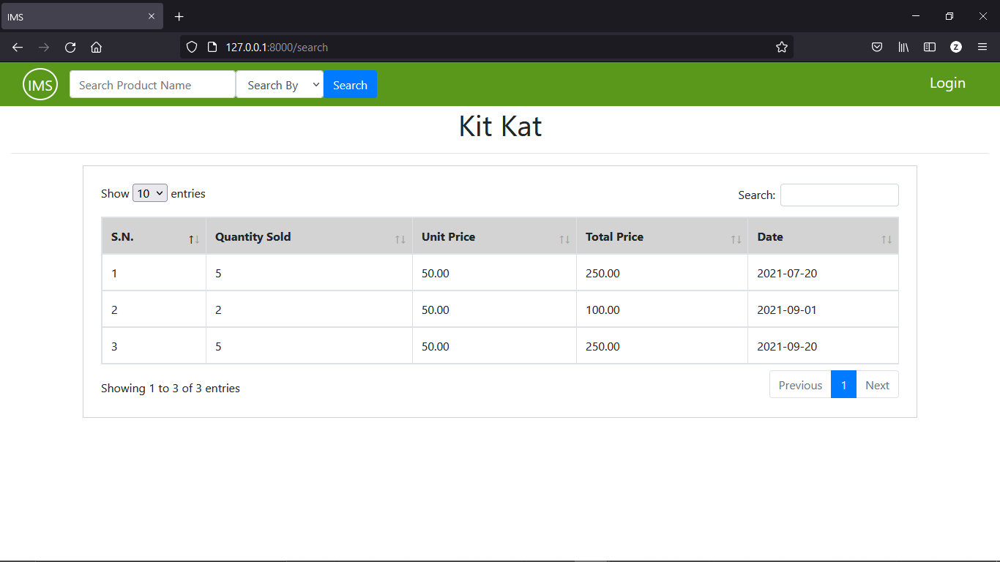 IMS
127.0.0.1:8000/search
Z
IMS Search Product Name Search By Search Login
Kit Kat
Show 10 entries Search:
S.N. Quantity Sold Unit Price Total Price Date
1 5 50.00 250.00 2021-07-20
2 2 50.00 100.00 2021-09-01
3 5 50.00 250.00 2021-09-20
Showing 1 to 3 of 3 entries Previous 1 Next